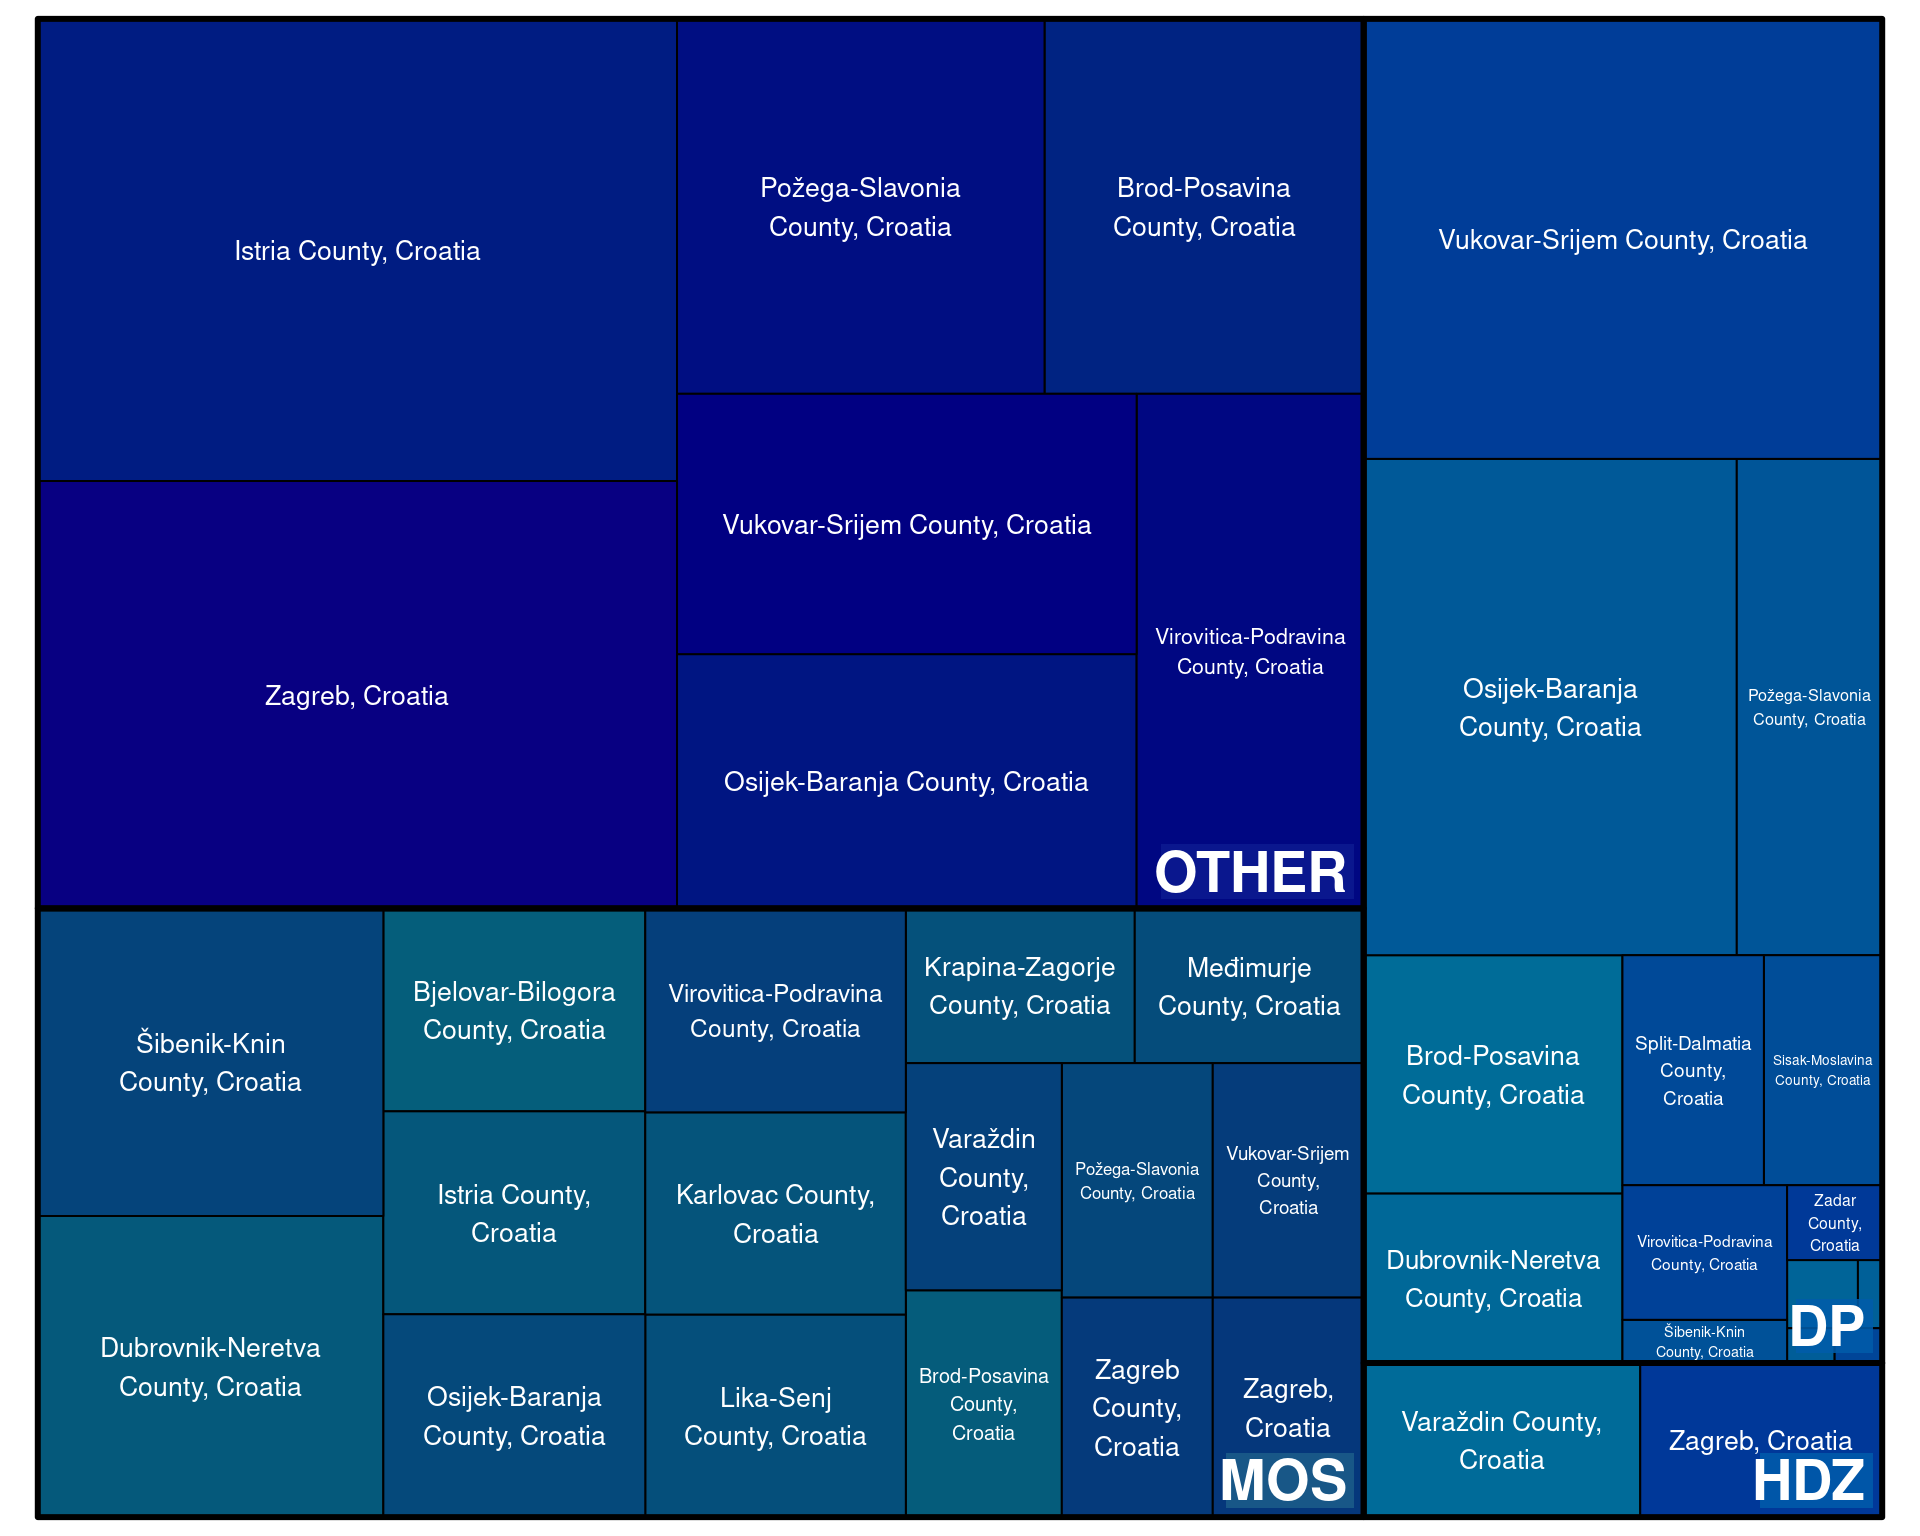 Istria County, Croatia
Zagreb, Croatia
Požega-Slavonia
County, Croatia
Brod-Posavina
County, Croatia
Vukovar-Srijem County, Croatia
Osijek-Baranja County, Croatia
Virovitica-Podravina
County, Croatia
OTHER
Šibenik-Knin
County, Croatia
Dubrovnik-Neretva
County, Croatia
Bjelovar-Bilogora
County, Croatia
Istria County,
Croatia
Osijek-Baranja
County, Croatia
Virovitica-Podravina
County, Croatia
Karlovac County,
Croatia
Lika-Senj
County, Croatia
Krapina-Zagorje
County, Croatia
Međimurje
County, Croatia
Varaždin
County,
Croatia
Brod-Posavina
County,
Croatia
Požega-Slavonia
County, Croatia
Vukovar-Srijem
County,
Croatia
Zagreb
County,
Croatia
Zagreb,
Croatia
MOS
Vukovar-Srijem County, Croatia
Osijek-Baranja
County, Croatia
Požega-Slavonia
County, Croatia
Brod-Posavina
County, Croatia
Dubrovnik-Neretva
County, Croatia
Split-Dalmatia
County,
Croatia
Sisak-Moslavina
County, Croatia
Virovitica-Podravina
County, Croatia
Zadar
County,
Croatia
Šibenik-Knin
County, Croatia
DP
Varaždin County,
Croatia
Zagreb, Croatia
HDZ